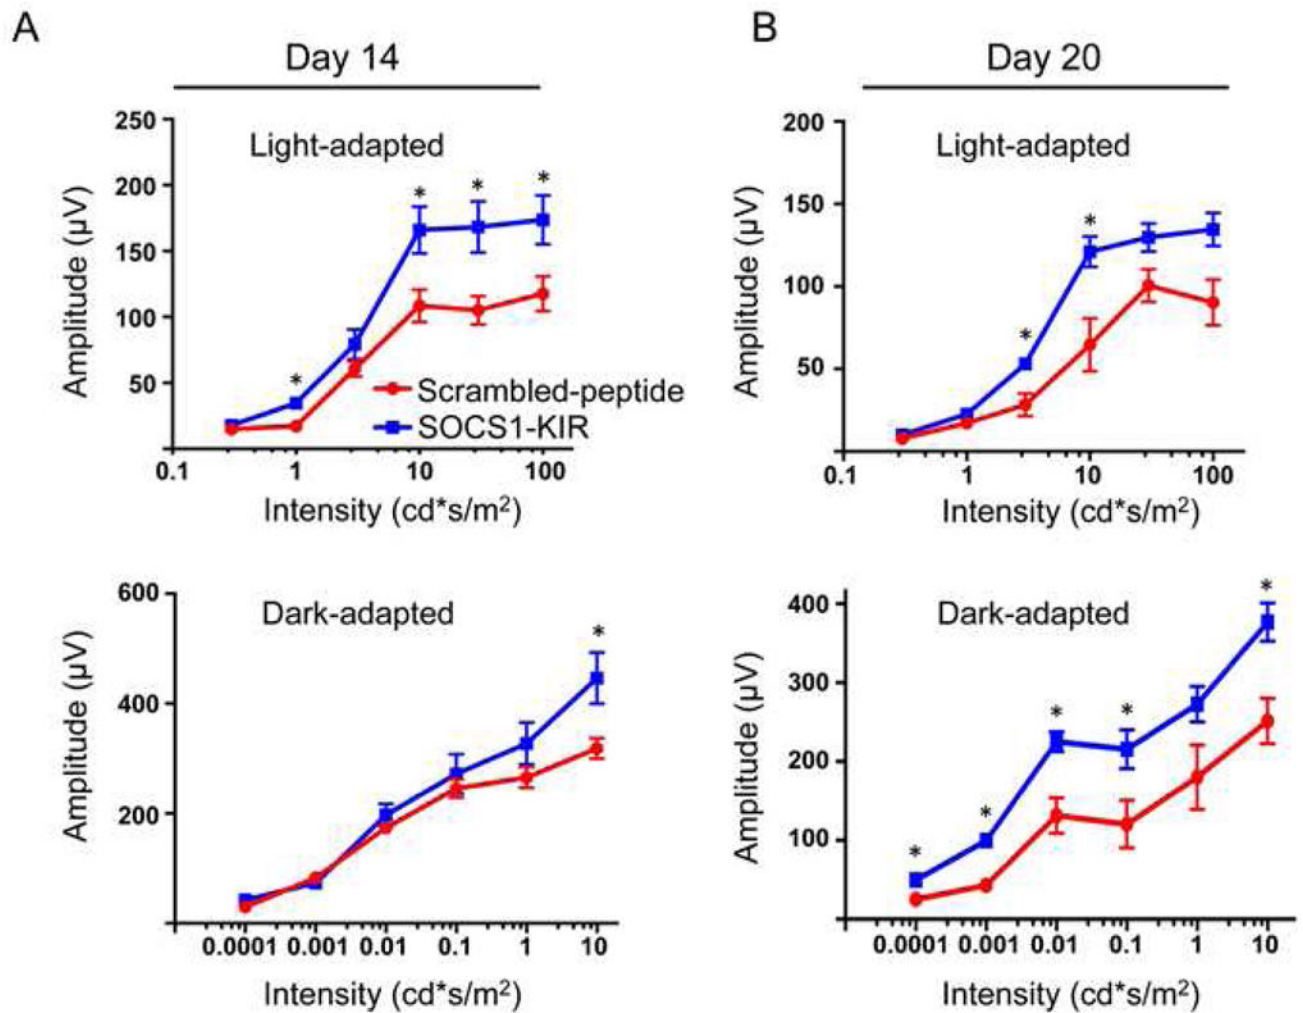 A
B
Day 14
Day 20
Light-adapted
Amplitude (μV)
250
200
150
100
50
*
*
*
*
Scrambled-peptide
SOCS1-KIR
0.1
1
10
100
Intensity (cd*s/m²)
Light-adapted
Amplitude (μV)
200
150
100
50
*
*
0.1
1
10
100
Intensity (cd*s/m²)
Dark-adapted
Amplitude (μV)
600
400
200
*
0.0001 0.001 0.01 0.1 1 10
Intensity (cd*s/m²)
Dark-adapted
Amplitude (μV)
400
300
200
100
*
*
*
*
*
0.0001 0.001 0.01 0.1 1 10
Intensity (cd*s/m²)